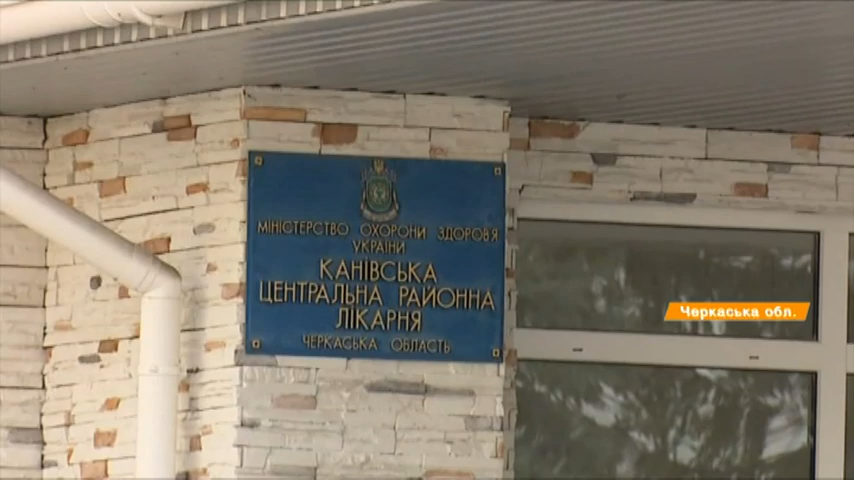 МІНІСТЕРСТВО ОХОРОНИ ЗДОРОВ'Я
УКРАЇНИ
КАНІВСЬКА
ЦЕНТРАЛЬНА РАЙОННА
ЛІКАРНЯ
ЧЕРКАСЬКА ОБЛАСТЬ
Черкаська обл.